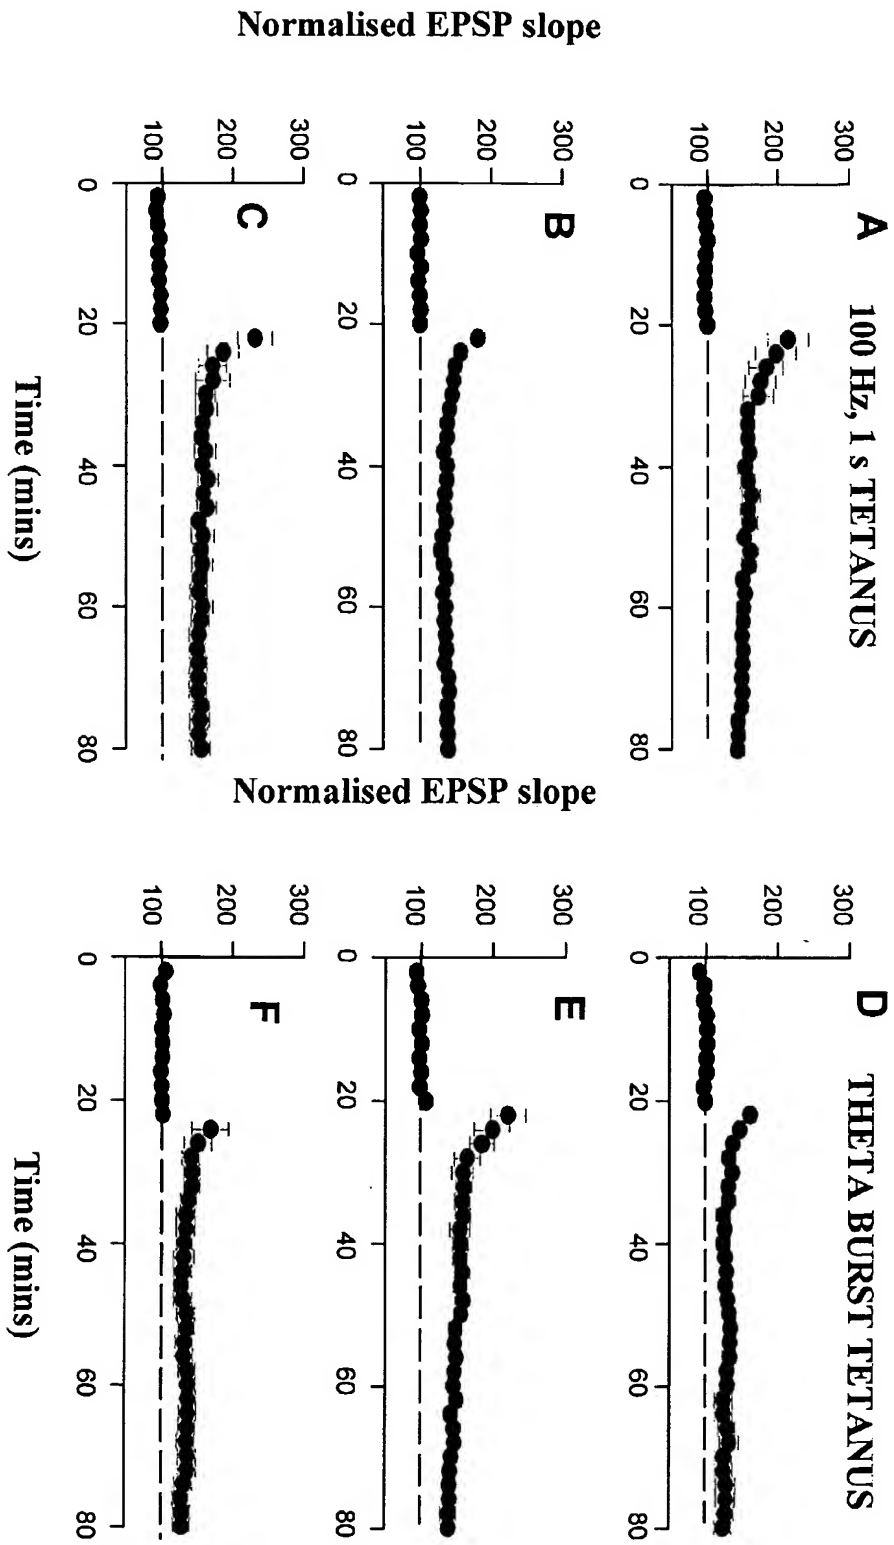 A 100 Hz, 1 s TETANUS
300
200
100
0 20 40 60 80
B
300
200
100
0 20 40 60 80
C
300
200
100
0 20 40 60 80
Normalised EPSP slope
Time (mins)
D THETA BURST TETANUS
300
200
100
0 20 40 60 80
E
300
200
100
0 20 40 60 80
F
300
200
100
0 20 40 60 80
Normalised EPSP slope
Time (mins)